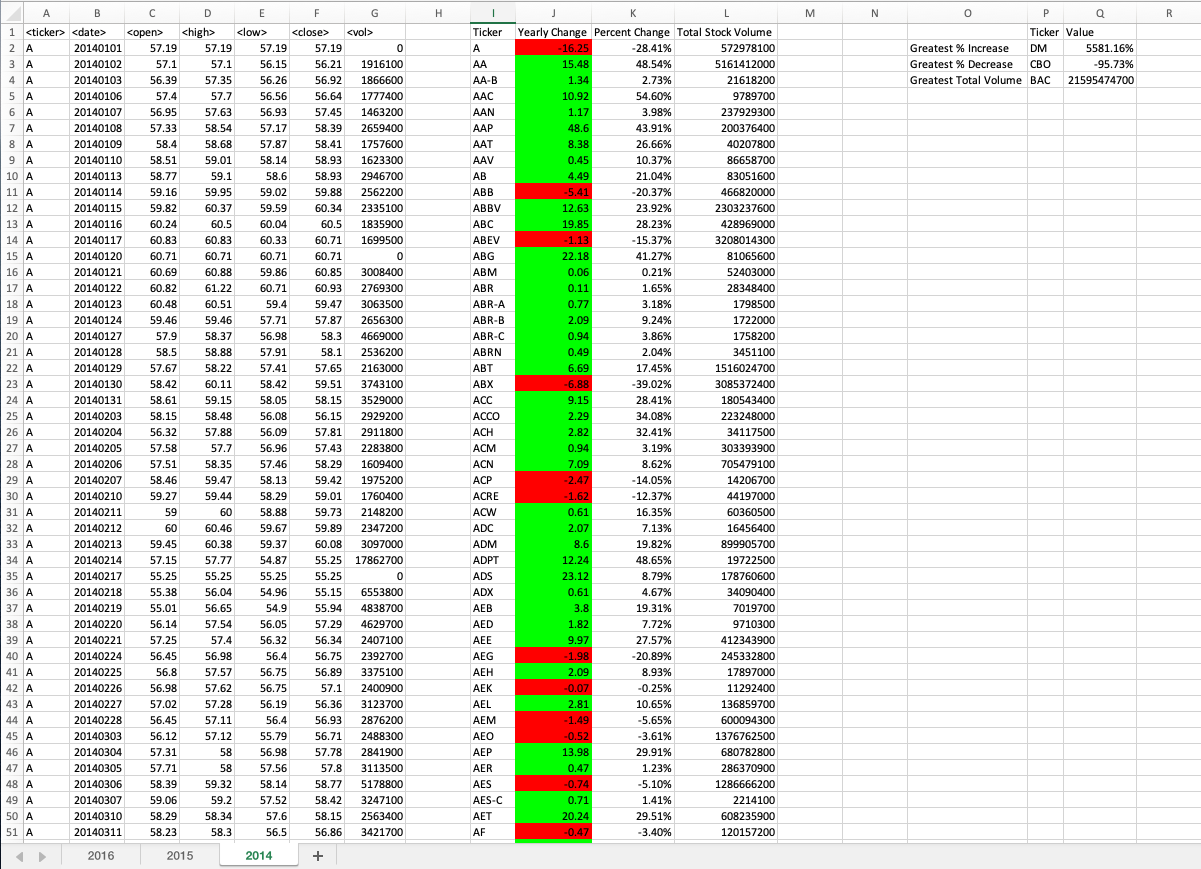 A B C D E F G H I J K L M N O P Q R
1 <ticker> <date> <open> <high> <low> <close> <vol> Ticker Yearly Change Percent Change Total Stock Volume Ticker Value
2 A 20140101 57.19 57.19 57.19 57.19 0 A -16.25 -28.41% 572978100 Greatest % Increase DM 5581.16%
3 A 20140102 57.1 57.1 56.15 56.21 1916100 AA 15.48 48.54% 5161412000 Greatest % Decrease CBO -95.73%
4 A 20140103 56.39 57.35 56.26 56.92 1866600 AA-B 1.34 2.73% 21618200 Greatest Total Volume BAC 21595474700
5 A 20140106 57.4 57.7 56.56 56.64 1777400 AAC 10.92 54.60% 9789700
6 A 20140107 56.95 57.63 56.93 57.45 1463200 AAN 1.17 3.98% 237929300
7 A 20140108 57.33 58.54 57.17 58.39 2659400 AAP 48.6 43.91% 200376400
8 A 20140109 58.4 58.68 57.87 58.41 1757600 AAT 8.38 26.66% 40207800
9 A 20140110 58.51 59.01 58.14 58.93 1623300 AAV 0.45 10.37% 86658700
10 A 20140113 58.77 59.1 58.6 58.93 2946700 AB 4.49 21.04% 83051600
11 A 20140114 59.16 59.95 59.02 59.88 2562200 ABB -5.41 -20.37% 466820000
12 A 20140115 59.82 60.37 59.59 60.34 2335100 ABBV 12.63 23.92% 2303237600
13 A 20140116 60.24 60.5 60.04 60.5 1835900 ABC 19.85 28.23% 428969000
14 A 20140117 60.83 60.83 60.33 60.71 1699500 ABEV -1.13 -15.37% 3208014300
15 A 20140120 60.71 60.71 60.71 60.71 0 ABG 22.18 41.27% 81065600
16 A 20140121 60.69 60.88 59.86 60.85 3008400 ABM 0.06 0.21% 52403000
17 A 20140122 60.82 61.22 60.71 60.93 2769300 ABR 0.11 1.65% 28348400
18 A 20140123 60.48 60.51 59.4 59.47 3063500 ABR-A 0.77 3.18% 1798500
19 A 20140124 59.46 59.46 57.71 57.87 2656300 ABR-B 2.09 9.24% 1722000
20 A 20140127 57.9 58.37 56.98 58.3 4669000 ABR-C 0.94 3.86% 1758200
21 A 20140128 58.5 58.88 57.91 58.1 2536200 ABRN 0.49 2.04% 3451100
22 A 20140129 57.67 58.22 57.41 57.65 2163000 ABT 6.69 17.45% 1516024700
23 A 20140130 58.42 60.11 58.42 59.51 3743100 ABX -6.88 -39.02% 3085372400
24 A 20140131 58.61 59.15 58.05 58.15 3529000 ACC 9.15 28.41% 180543400
25 A 20140203 58.15 58.48 56.08 56.15 2929200 ACCO 2.29 34.08% 223248000
26 A 20140204 56.32 57.88 56.09 57.81 2911800 ACH 2.82 32.41% 34117500
27 A 20140205 57.58 57.7 56.96 57.43 2283800 ACM 0.94 3.19% 303393900
28 A 20140206 57.51 58.35 57.46 58.29 1609400 ACN 7.09 8.62% 705479100
29 A 20140207 58.46 59.47 58.13 59.42 1975200 ACP -2.47 -14.05% 14206700
30 A 20140210 59.27 59.44 58.29 59.01 1760400 ACRE -1.62 -12.37% 44197000
31 A 20140211 59 60 58.88 59.73 2148200 ACW 0.61 16.35% 60360500
32 A 20140212 60 60.46 59.67 59.89 2347200 ADC 2.07 7.13% 16456400
33 A 20140213 59.45 60.38 59.37 60.08 3097000 ADM 8.6 19.82% 899905700
34 A 20140214 57.15 57.77 54.87 55.25 17862700 ADPT 12.24 48.65% 19722500
35 A 20140217 55.25 55.25 55.25 55.25 0 ADS 23.12 8.79% 178760600
36 A 20140218 55.38 56.04 54.96 55.15 6553800 ADX 0.61 4.67% 34090400
37 A 20140219 55.01 56.65 54.9 55.94 4838700 AEB 3.8 19.31% 7019700
38 A 20140220 56.14 57.54 56.05 57.29 4629700 AED 1.82 7.72% 9710300
39 A 20140221 57.25 57.4 56.32 56.34 2407100 AEE 9.97 27.57% 412343900
40 A 20140224 56.45 56.98 56.4 56.75 2392700 AEG -1.98 -20.89% 245332800
41 A 20140225 56.8 57.57 56.75 56.89 3375100 AEH 2.09 8.93% 17897000
42 A 20140226 56.98 57.62 56.75 57.1 2400900 AEK -0.07 -0.25% 11292400
43 A 20140227 57.02 57.28 56.19 56.36 3123700 AEL 2.81 10.65% 136859700
44 A 20140228 56.45 57.11 56.4 56.93 2876200 AEM -1.49 -5.65% 600094300
45 A 20140303 56.12 57.12 55.79 56.71 2488300 AEO -0.52 -3.61% 1376762500
46 A 20140304 57.31 58 56.98 57.78 2841900 AEP 13.98 29.91% 680782800
47 A 20140305 57.71 58 57.56 57.8 3113500 AER 0.47 1.23% 286370900
48 A 20140306 58.39 59.32 58.14 58.77 5178800 AES -0.74 -5.10% 1286666200
49 A 20140307 59.06 59.2 57.52 58.42 3247100 AES-C 0.71 1.41% 2214100
50 A 20140310 58.29 58.34 57.6 58.15 2563400 AET 20.24 29.51% 608235900
51 A 20140311 58.23 58.3 56.5 56.86 3421700 AF -0.47 -3.40% 120157200
2016 2015 2014 +